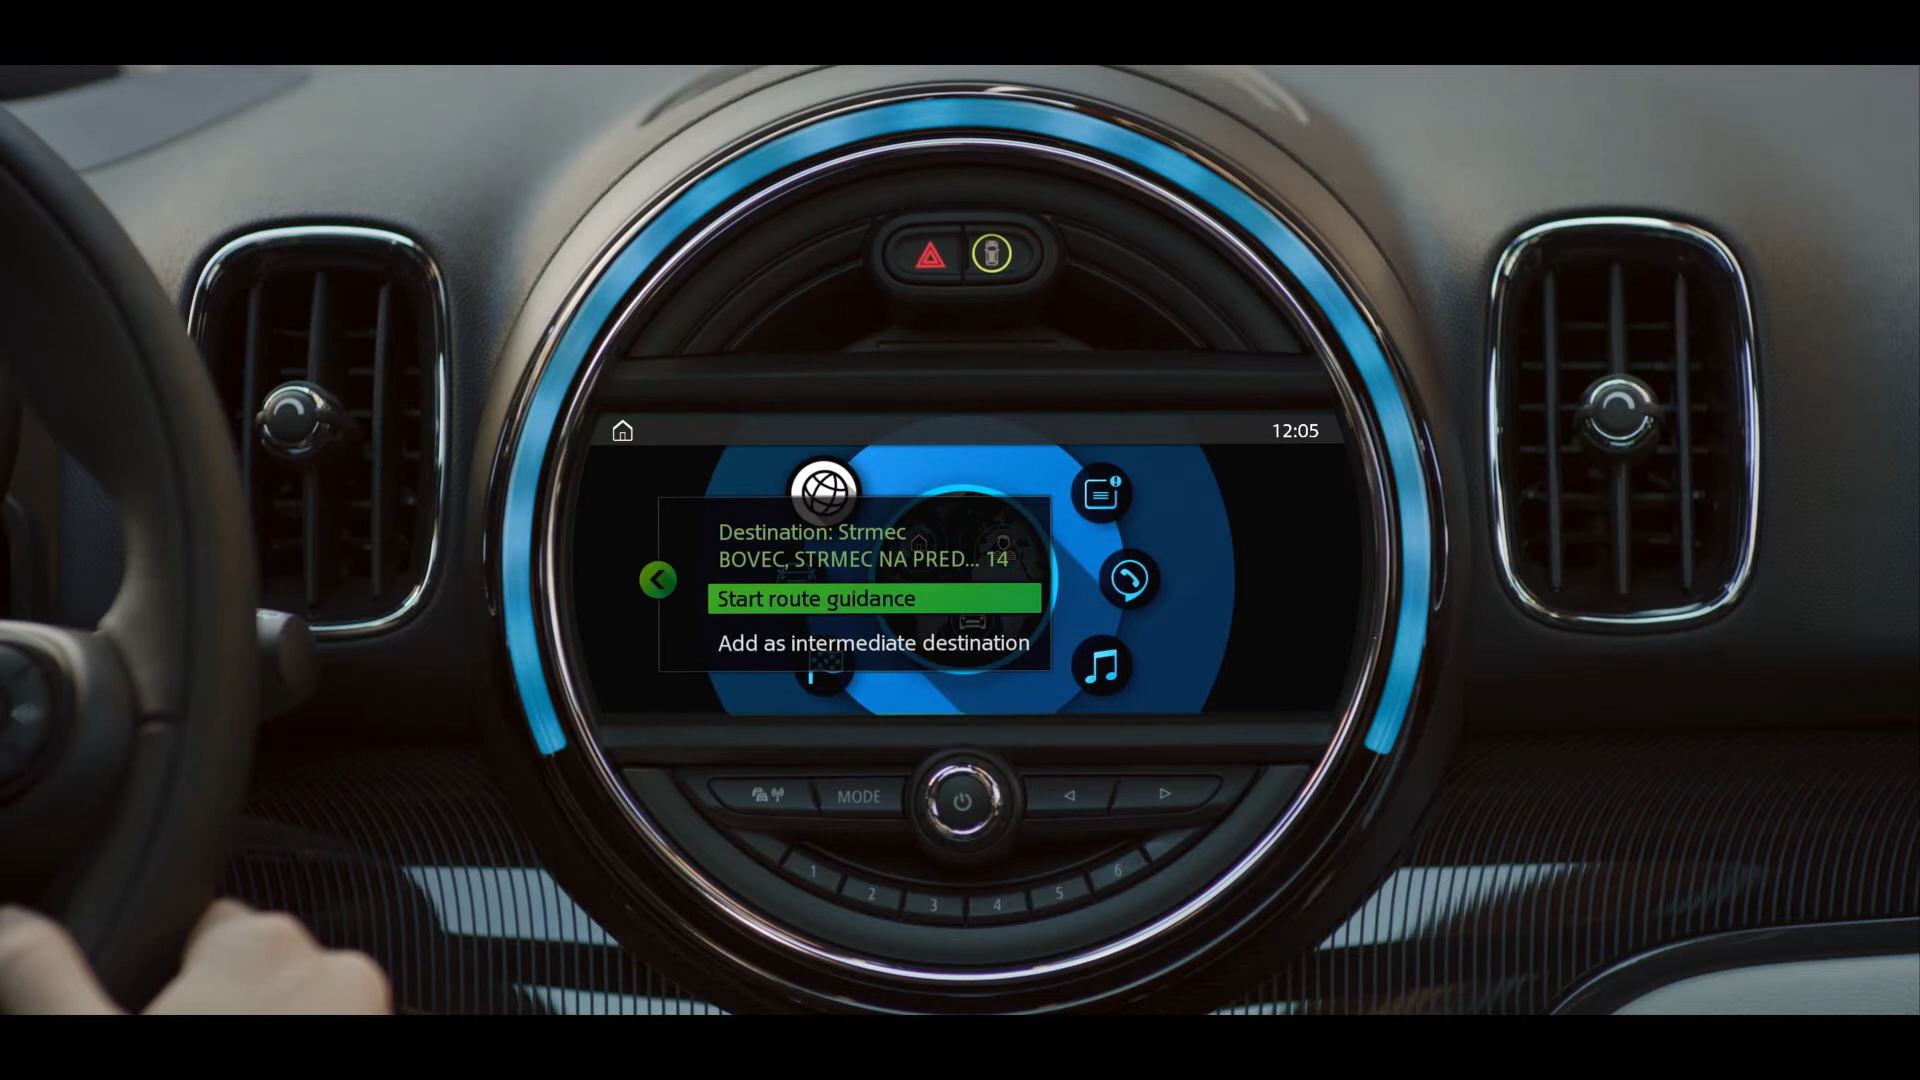 12:05
Destination: Strmec
BOVEC, STRMEC NA PRED... 14
Start route guidance
Add as intermediate destination
MODE
1 2 3 4 5 6